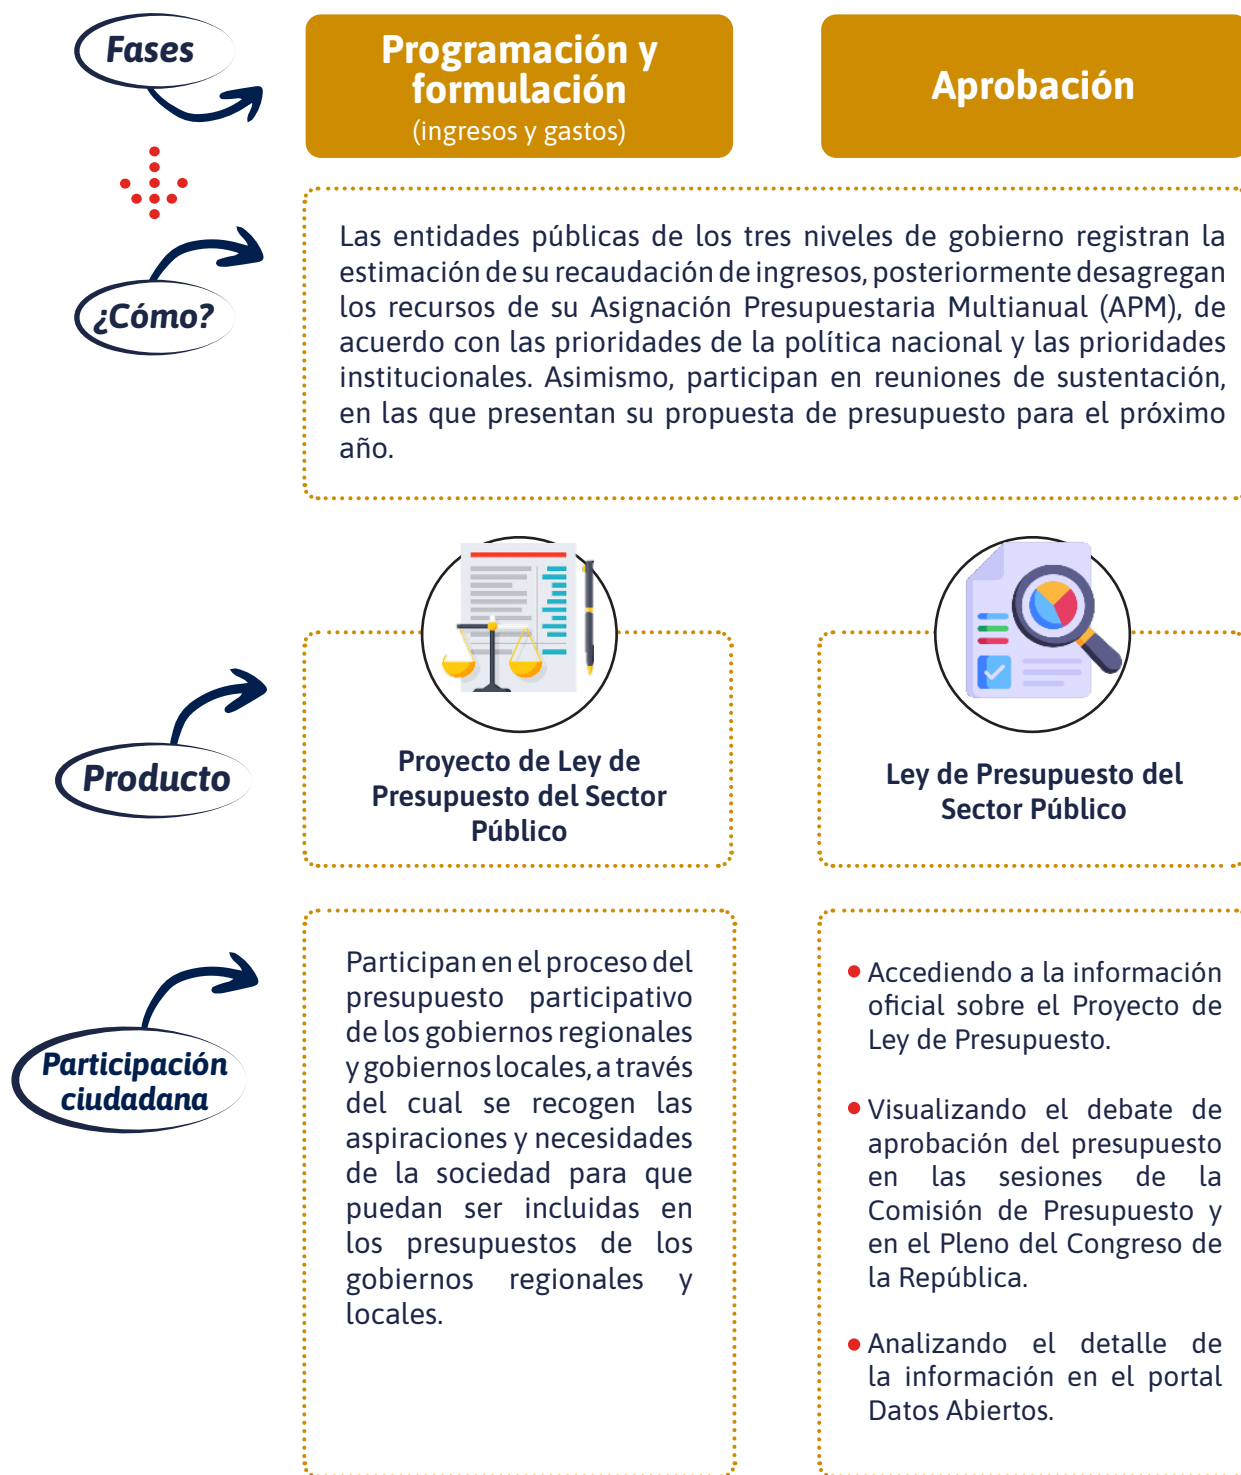 Fases
Programación y
formulación
(ingresos y gastos)
Aprobación
¿Cómo?
Las entidades públicas de los tres niveles de gobierno registran la
estimación de su recaudación de ingresos, posteriormente desagregan
los recursos de su Asignación Presupuestaria Multianual (APM), de
acuerdo con las prioridades de la política nacional y las prioridades
institucionales. Asimismo, participan en reuniones de sustentación,
en las que presentan su propuesta de presupuesto para el próximo
año.
Producto
Proyecto de Ley de
Presupuesto del Sector
Público
Ley de Presupuesto del
Sector Público
Participación
ciudadana
Participan en el proceso del
presupuesto participativo
de los gobiernos regionales
y gobiernos locales, a través
del cual se recogen las
aspiraciones y necesidades
de la sociedad para que
puedan ser incluidas en
los presupuestos de los
gobiernos regionales y
locales.
Accediendo a la información
oficial sobre el Proyecto de
Ley de Presupuesto.
Visualizando el debate de
aprobación del presupuesto
en las sesiones de la
Comisión de Presupuesto y
en el Pleno del Congreso de
la República.
Analizando el detalle de
la información en el portal
Datos Abiertos.